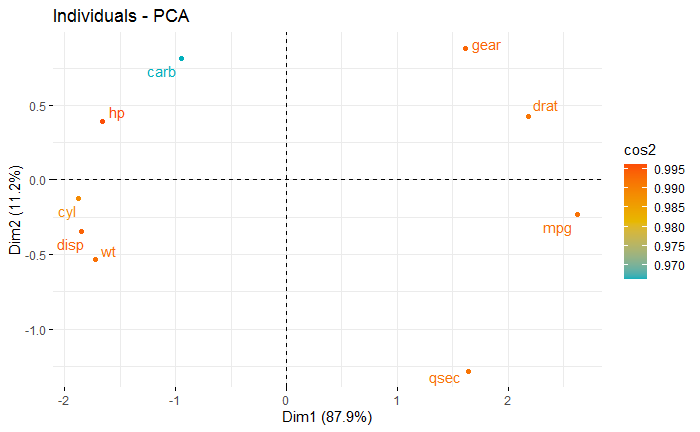 Individuals - PCA
gear
carb
drat
hp
cyl
mpg
disp
wt
qsec
0.5
0.0
-0.5
-1.0
Dim2 (11.2%)
-2
-1
0
1
2
Dim1 (87.9%)
cos2
0.995
0.990
0.985
0.980
0.975
0.970